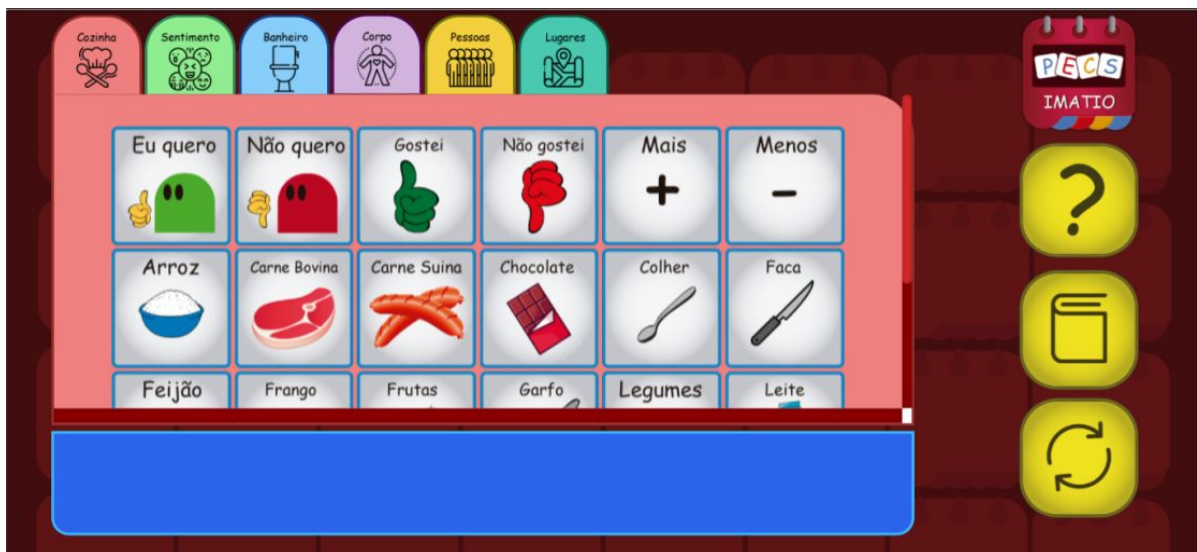 Cozinha
Sentimento
Banheiro
Corpo
Pessoas
Lugares
PECS
IMATIO
Eu quero
Não quero
Gostei
Não gostei
Mais
Menos
+
-
Arroz
Carne Bovina
Carne Suina
Chocolate
Colher
Faca
Feijão
Frango
Frutas
Garfo
Legumes
Leite
?